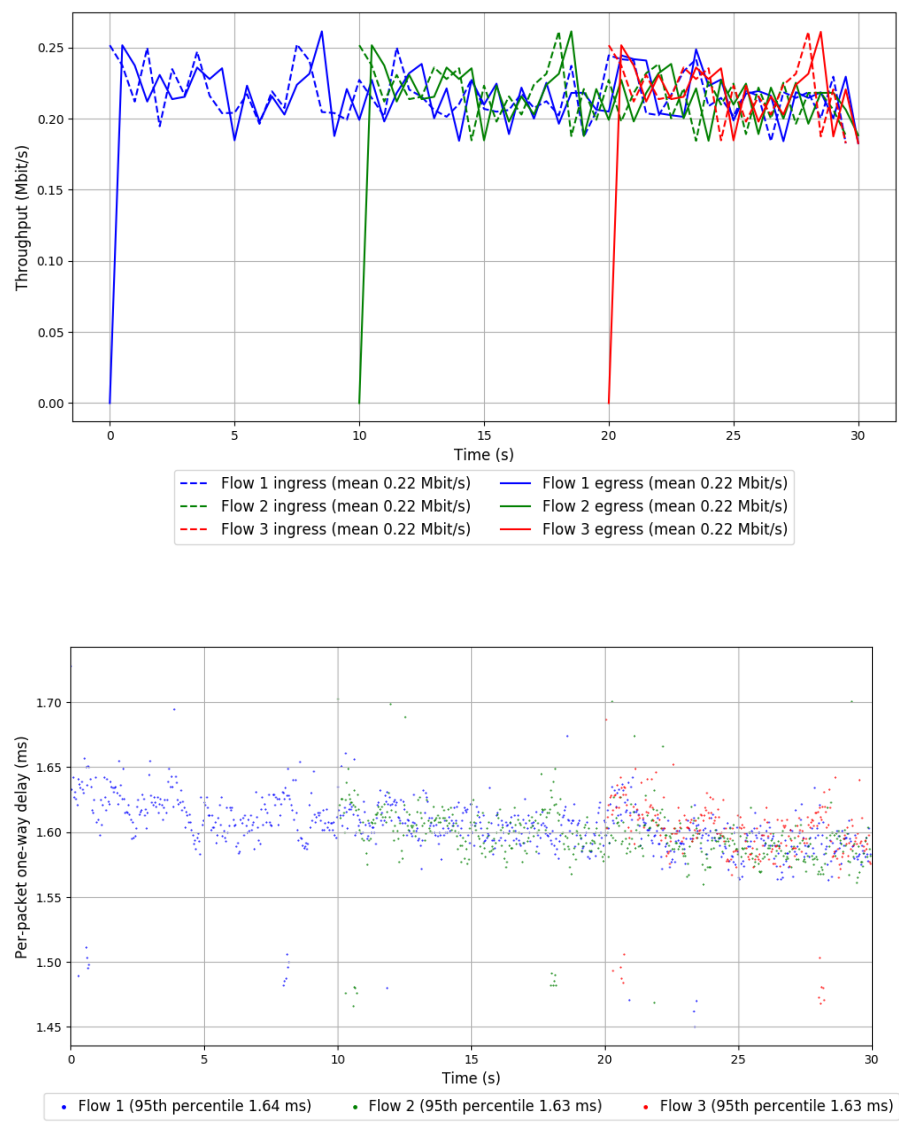 0.25
0.20
0.15
0.10
0.05
0.00
Throughput (Mbit/s)
0 5 10 15 20 25 30
Time (s)
Flow 1 ingress (mean 0.22 Mbit/s) Flow 1 egress (mean 0.22 Mbit/s)
Flow 2 ingress (mean 0.22 Mbit/s) Flow 2 egress (mean 0.22 Mbit/s)
Flow 3 ingress (mean 0.22 Mbit/s) Flow 3 egress (mean 0.22 Mbit/s)
1.70
1.65
1.60
1.55
1.50
1.45
Per-packet one-way delay (ms)
0 5 10 15 20 25 30
Time (s)
Flow 1 (95th percentile 1.64 ms) Flow 2 (95th percentile 1.63 ms) Flow 3 (95th percentile 1.63 ms)